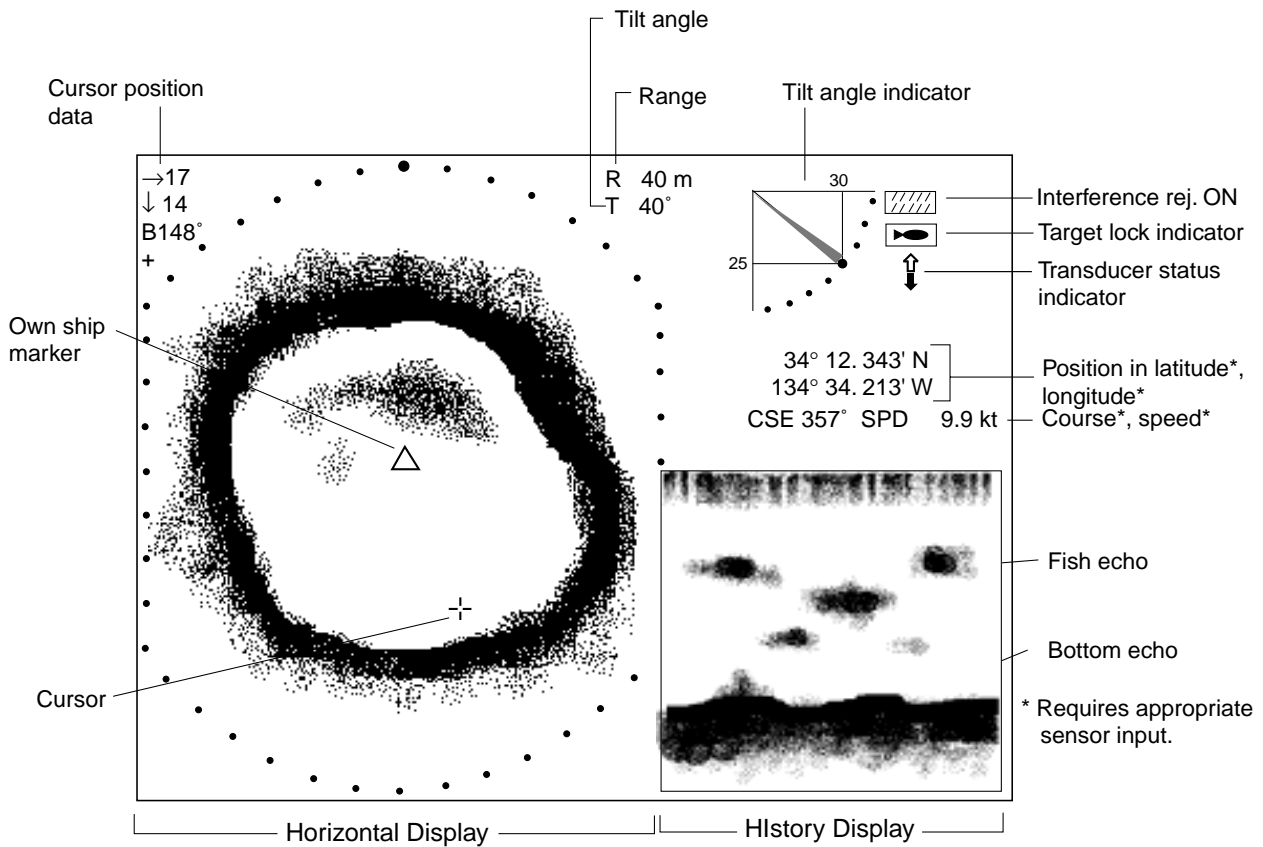 Tilt angle
Cursor position
data
Range
Tilt angle indicator
→17
↓ 14
B148°
+
R 40 m
T 40°
30
25
Interference rej. ON
Target lock indicator
Transducer status
indicator
Own ship
marker
34° 12. 343' N
134° 34. 213' W
CSE 357° SPD 9.9 kt
Position in latitude*,
longitude*
Course*, speed*
Fish echo
Bottom echo
Cursor
* Requires appropriate
sensor input.
Horizontal Display
HIstory Display